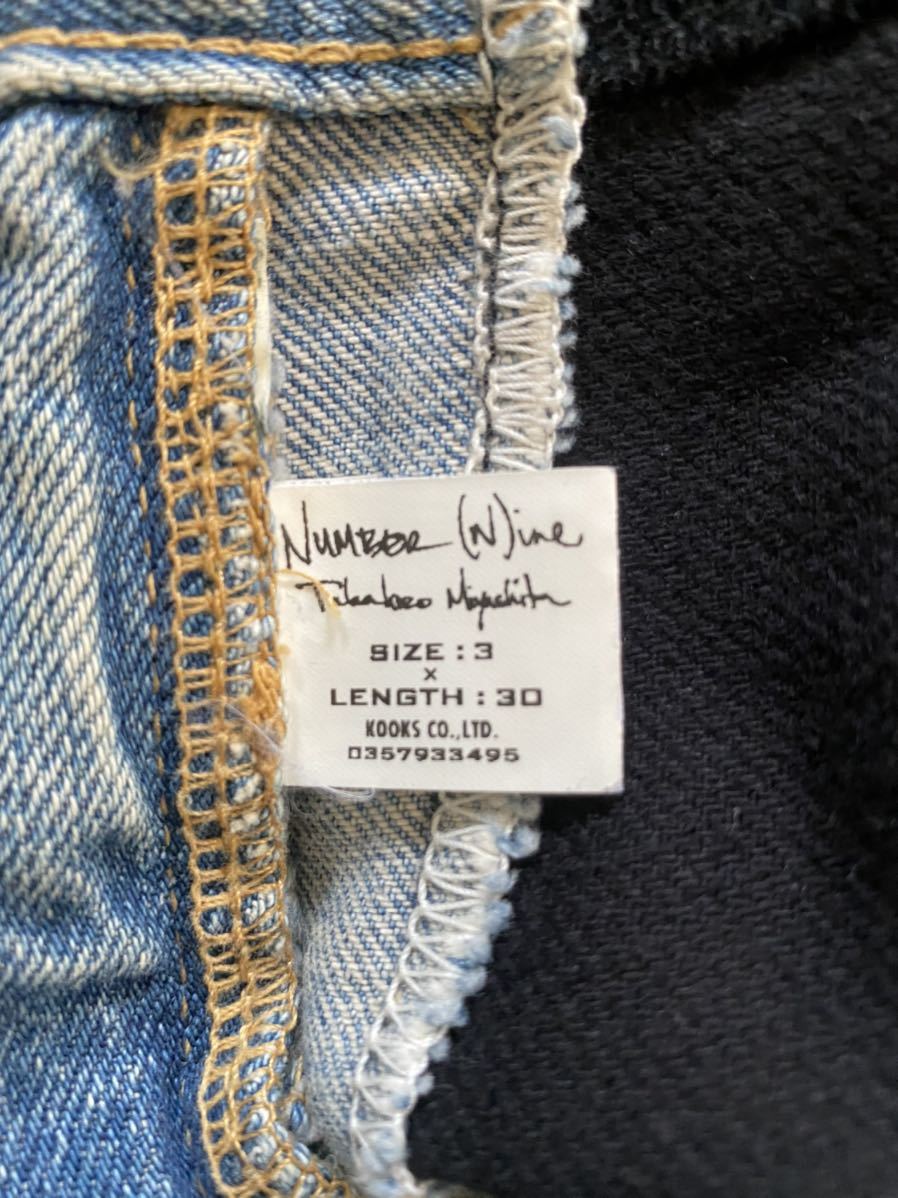 NUMBER (N)ine
Takahiro Miyashita
SIZE : 3
x
LENGTH : 30
KOOKS CO.,LTD.
0357933495